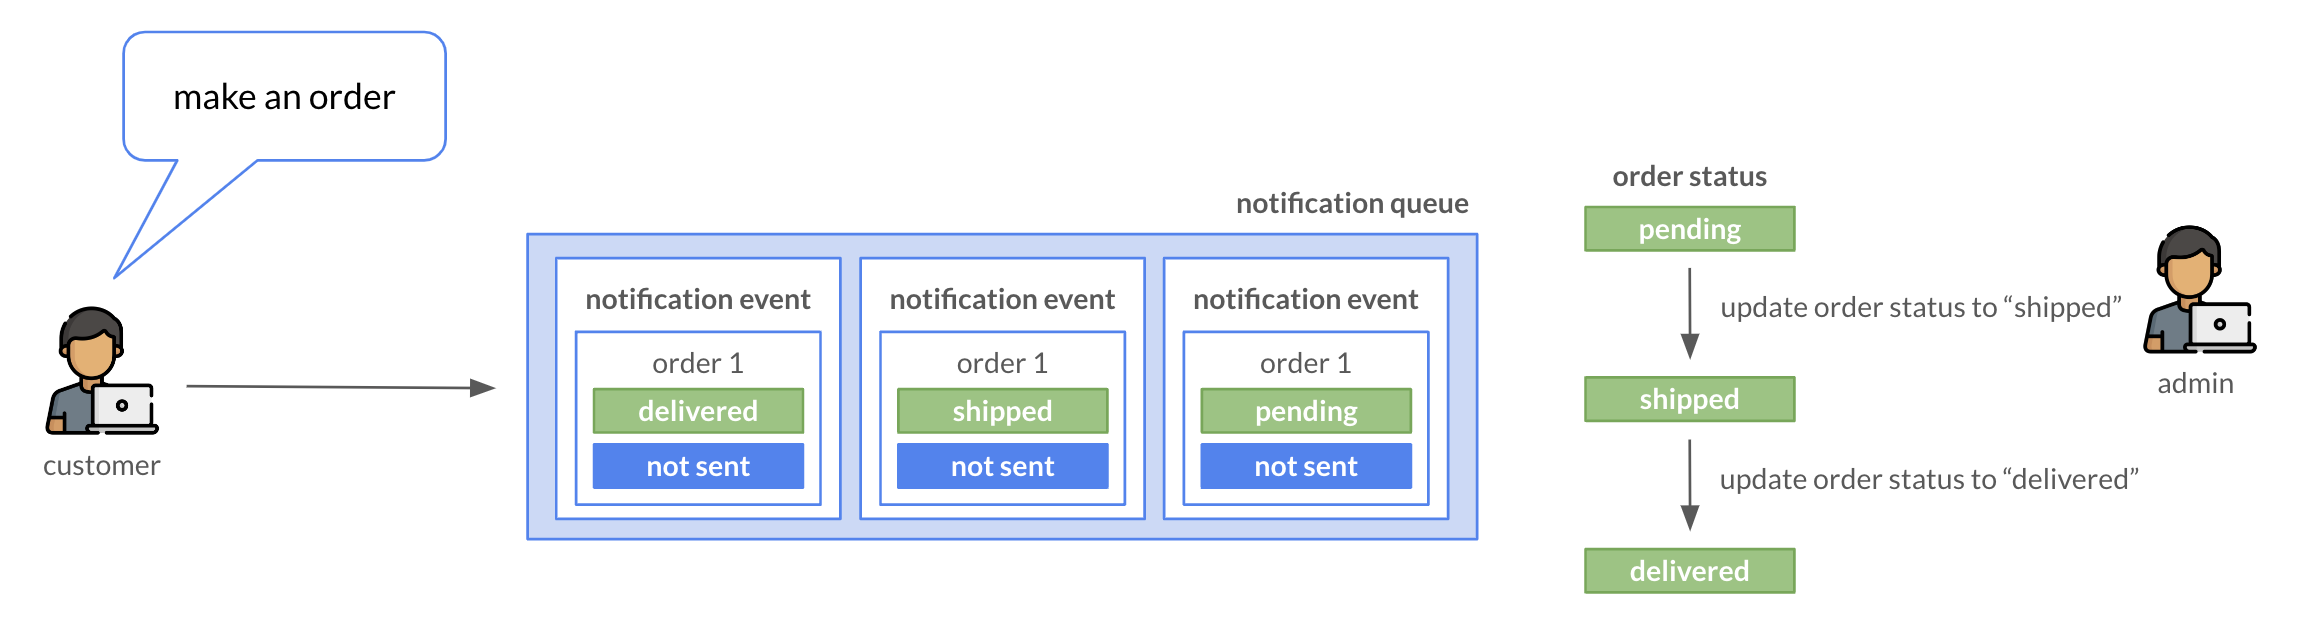 make an order
customer
notification queue
notification event
order 1
delivered
not sent
notification event
order 1
shipped
not sent
notification event
order 1
pending
not sent
order status
pending
update order status to “shipped”
shipped
update order status to “delivered”
delivered
admin